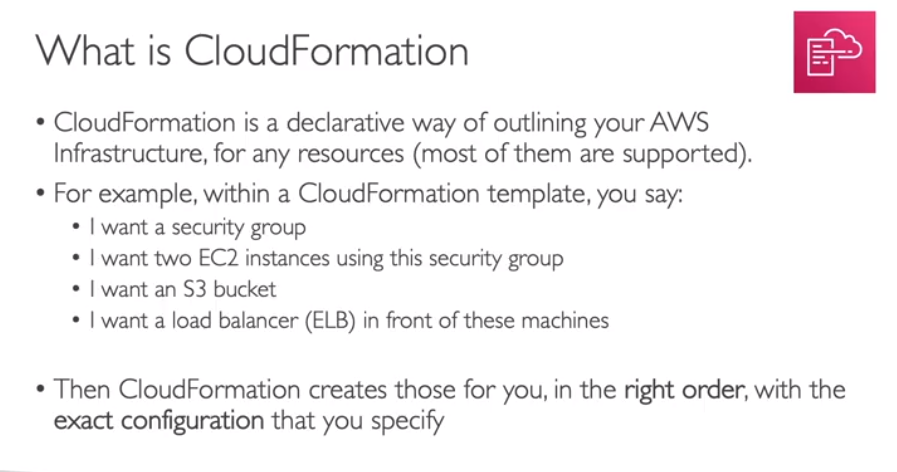 What is CloudFormation
• CloudFormation is a declarative way of outlining your AWS
Infrastructure, for any resources (most of them are supported).
• For example, within a CloudFormation template, you say:
• I want a security group
• I want two EC2 instances using this security group
• I want an S3 bucket
• I want a load balancer (ELB) in front of these machines
• Then CloudFormation creates those for you, in the right order, with the
exact configuration that you specify